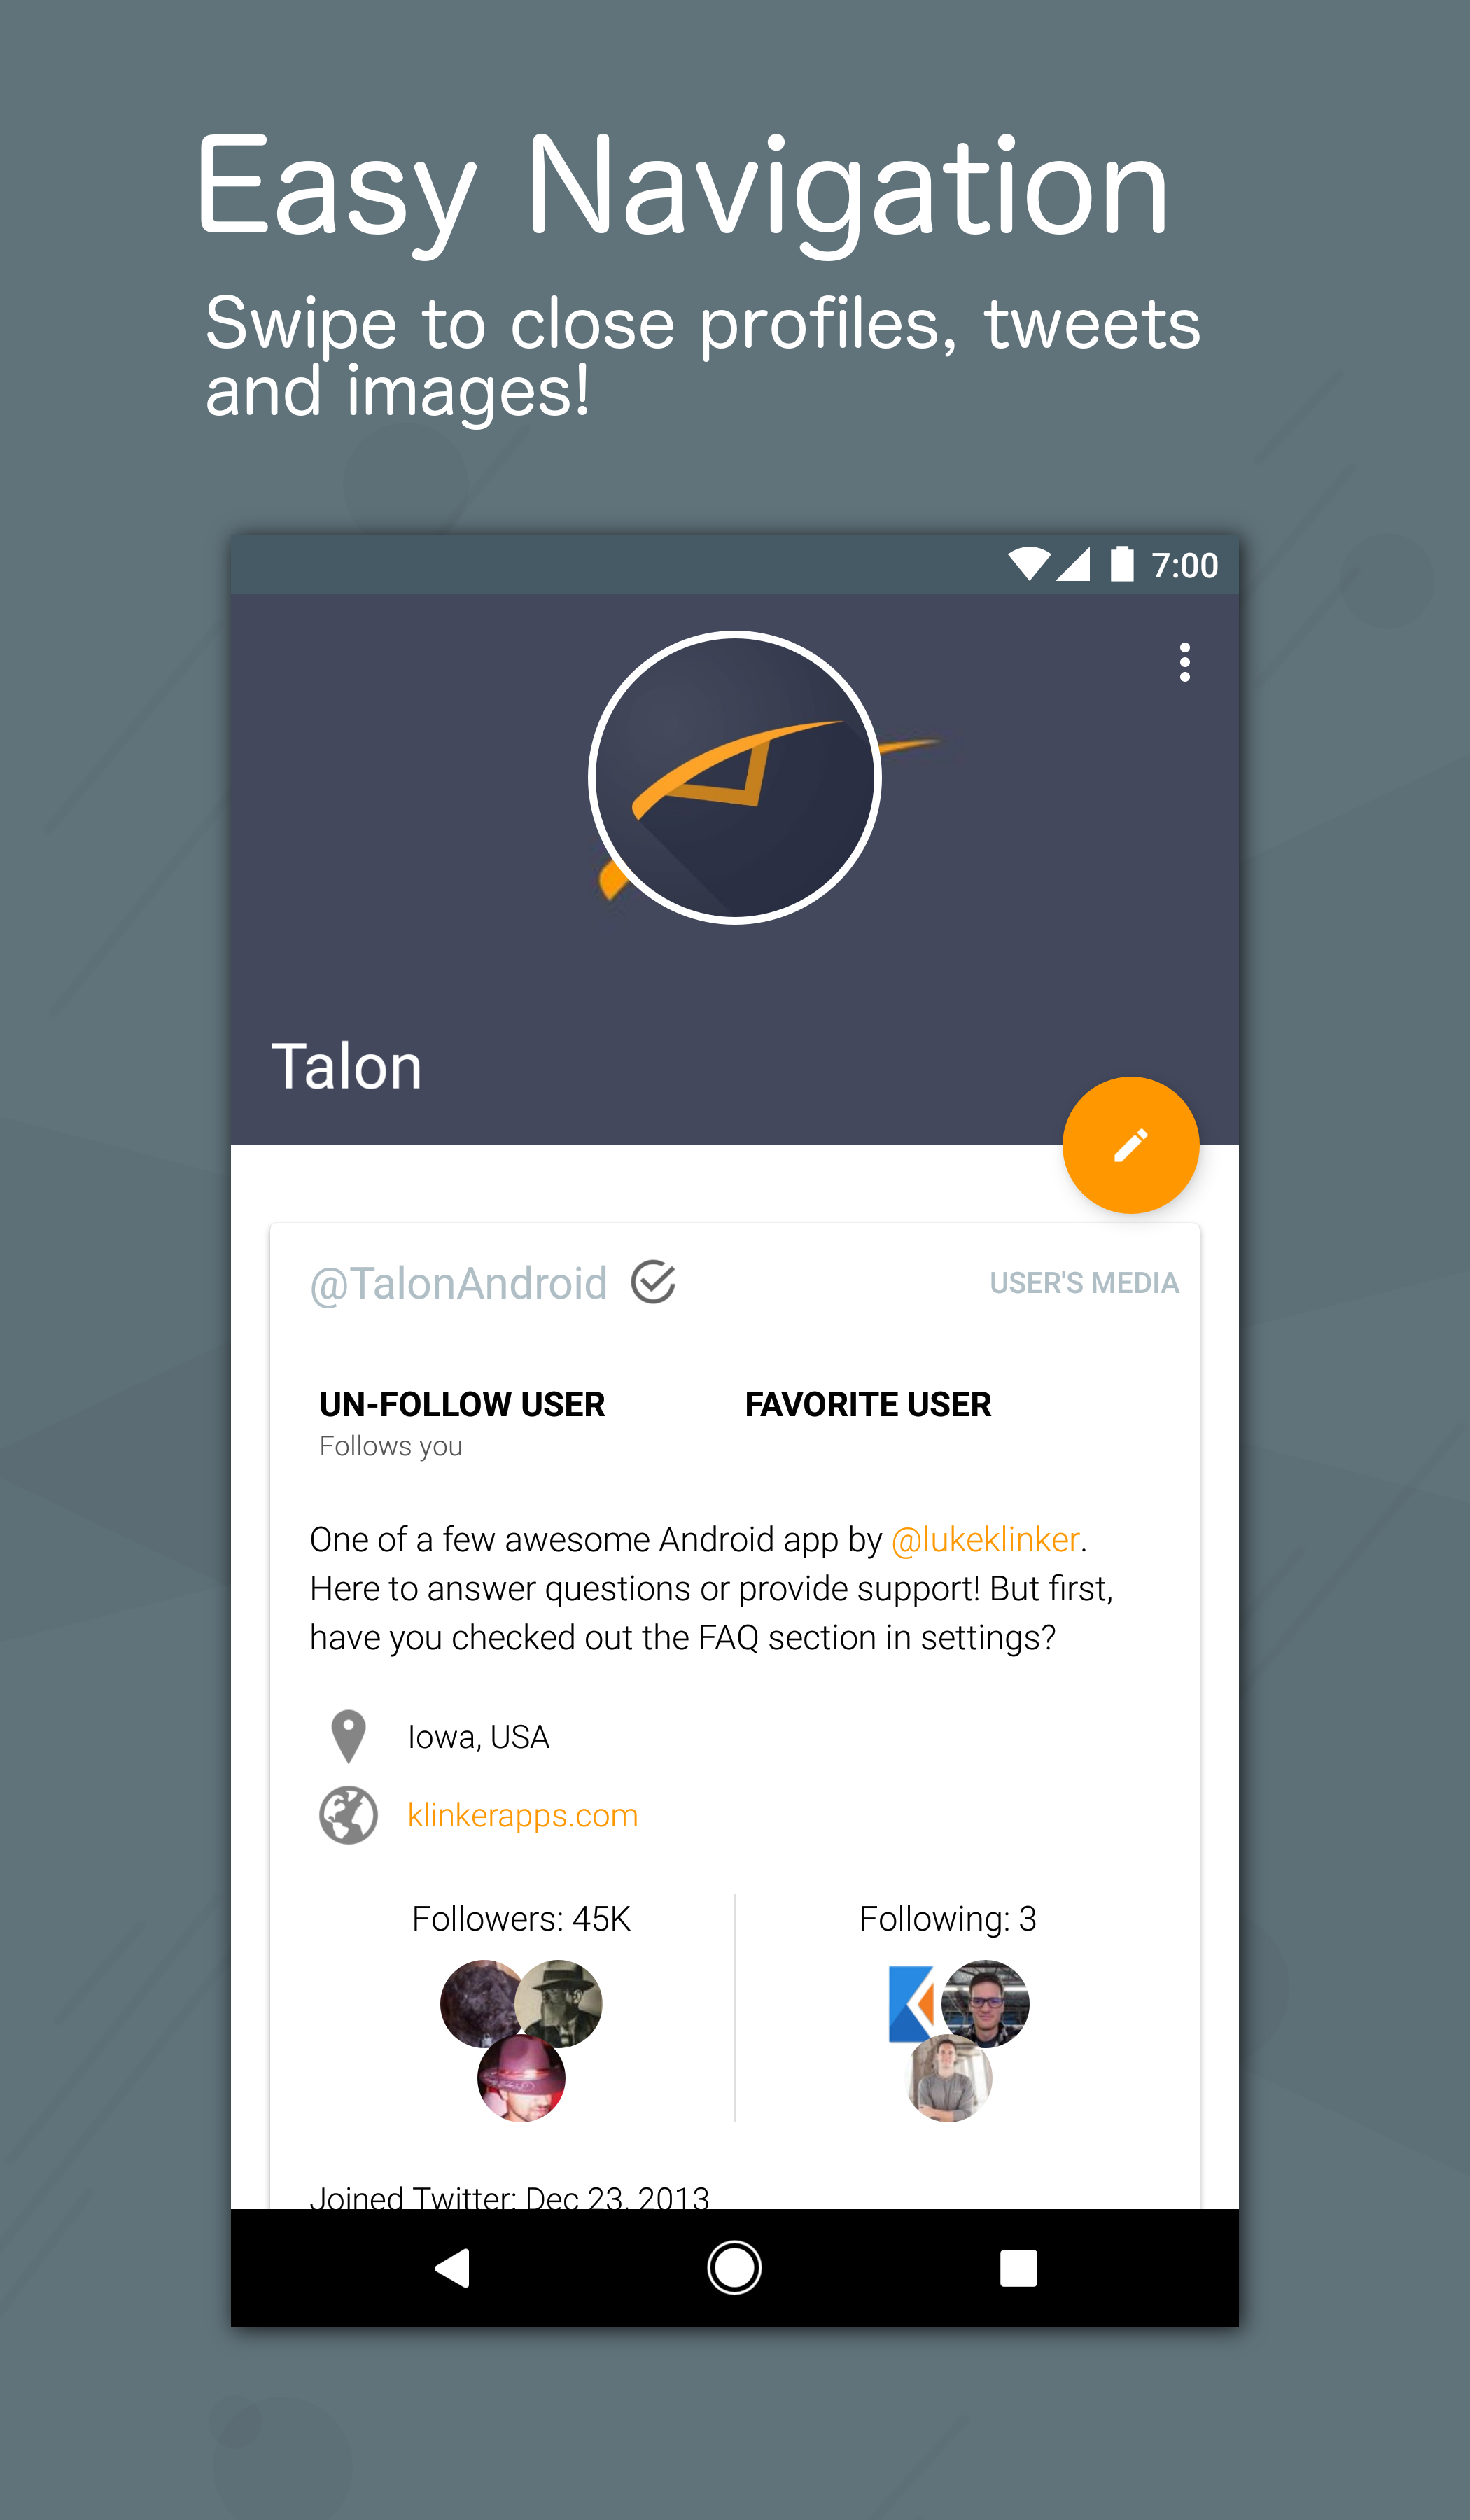 Easy Navigation
Swipe to close profiles, tweets
and images!
7:00
Talon
@TalonAndroid
USER'S MEDIA
UN-FOLLOW USER
FAVORITE USER
Follows you
One of a few awesome Android app by @lukeklinker.
Here to answer questions or provide support! But first,
have you checked out the FAQ section in settings?
Iowa, USA
klinkerapps.com
Followers: 45K
Following: 3
Joined Twitter: Dec 23, 2013